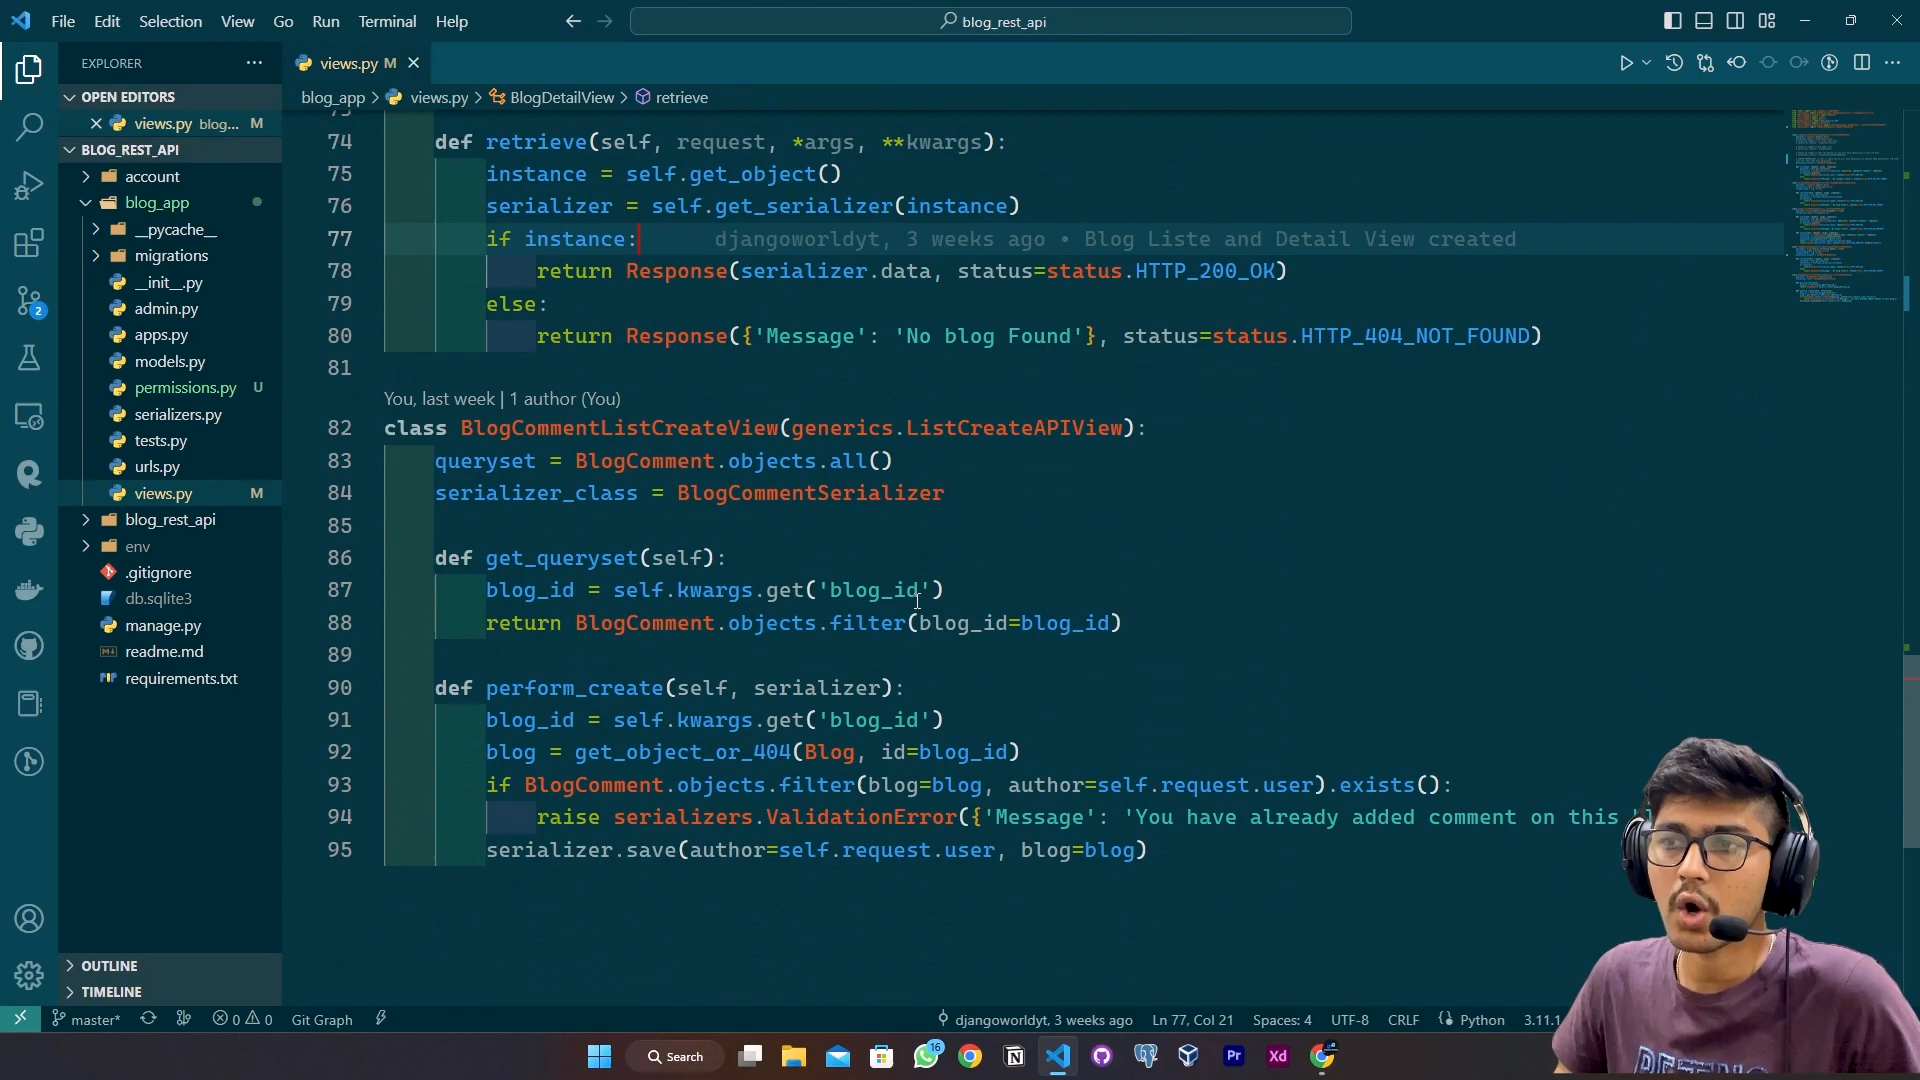 File Edit Selection View Go Run Terminal Help
blog_rest_api
EXPLORER
OPEN EDITORS
views.py blog... M
BLOG_REST_API
account
blog_app
__pycache__
migrations
__init__.py
admin.py
apps.py
models.py
permissions.py U
serializers.py
tests.py
urls.py
views.py M
blog_rest_api
env
.gitignore
db.sqlite3
manage.py
readme.md
requirements.txt
OUTLINE
TIMELINE
2
views.py M
blog_app > views.py > BlogDetailView > retrieve
74 def retrieve(self, request, *args, **kwargs):
75 instance = self.get_object()
76 serializer = self.get_serializer(instance)
77 if instance: djangoworldyt, 3 weeks ago • Blog Liste and Detail View created
78 return Response(serializer.data, status=status.HTTP_200_OK)
79 else:
80 return Response({'Message': 'No blog Found'}, status=status.HTTP_404_NOT_FOUND)
81
You, last week | 1 author (You)
82 class BlogCommentListCreateView(generics.ListCreateAPIView):
83 queryset = BlogComment.objects.all()
84 serializer_class = BlogCommentSerializer
85
86 def get_queryset(self):
87 blog_id = self.kwargs.get('blog_id')
88 return BlogComment.objects.filter(blog_id=blog_id)
89
90 def perform_create(self, serializer):
91 blog_id = self.kwargs.get('blog_id')
92 blog = get_object_or_404(Blog, id=blog_id)
93 if BlogComment.objects.filter(blog=blog, author=self.request.user).exists():
94 raise serializers.ValidationError({'Message': 'You have already added comment on this
95 serializer.save(author=self.request.user, blog=blog)
master* 0 0 Git Graph
djangoworldyt, 3 weeks ago Ln 77, Col 21 Spaces: 4 UTF-8 CRLF Python 3.11.1
Search
16
Pr
Xd